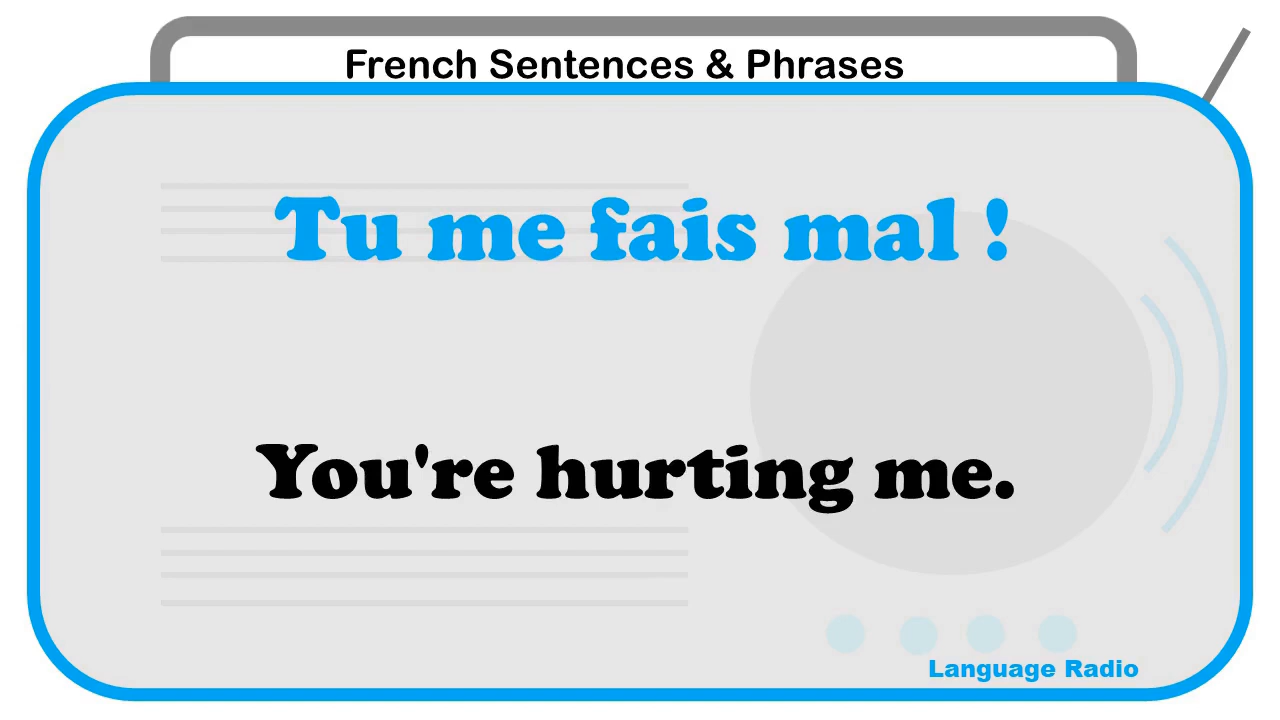 French Sentences & Phrases
Tu me fais mal !
You're hurting me.
Language Radio